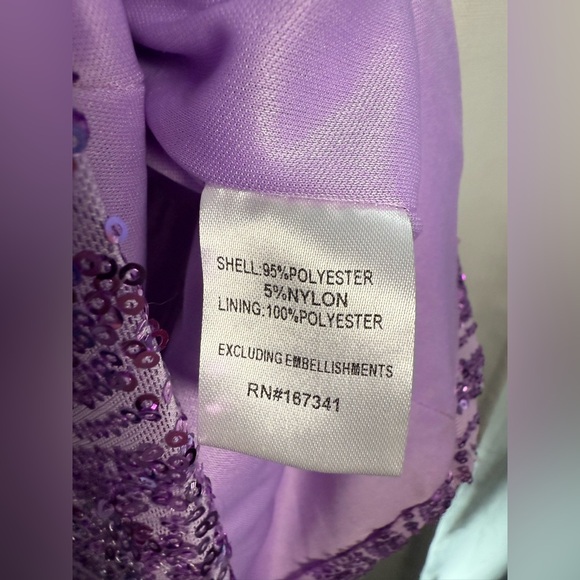 SHELL:95%POLYESTER
5%NYLON
LINING:100%POLYESTER
EXCLUDING EMBELLISHMENTS
RN#167341